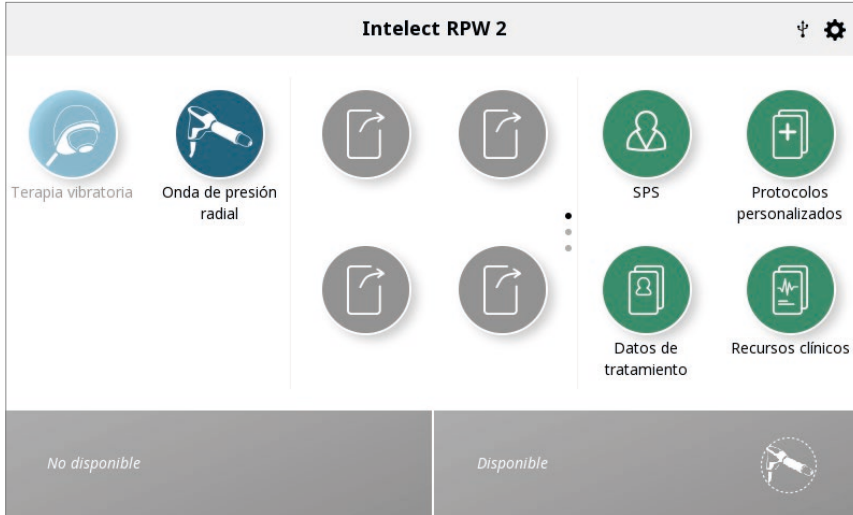 Intelect RPW 2
Terapia vibratoria
Onda de presión
radial
SPS
Protocolos
personalizados
Datos de
tratamiento
Recursos clínicos
No disponible
Disponible